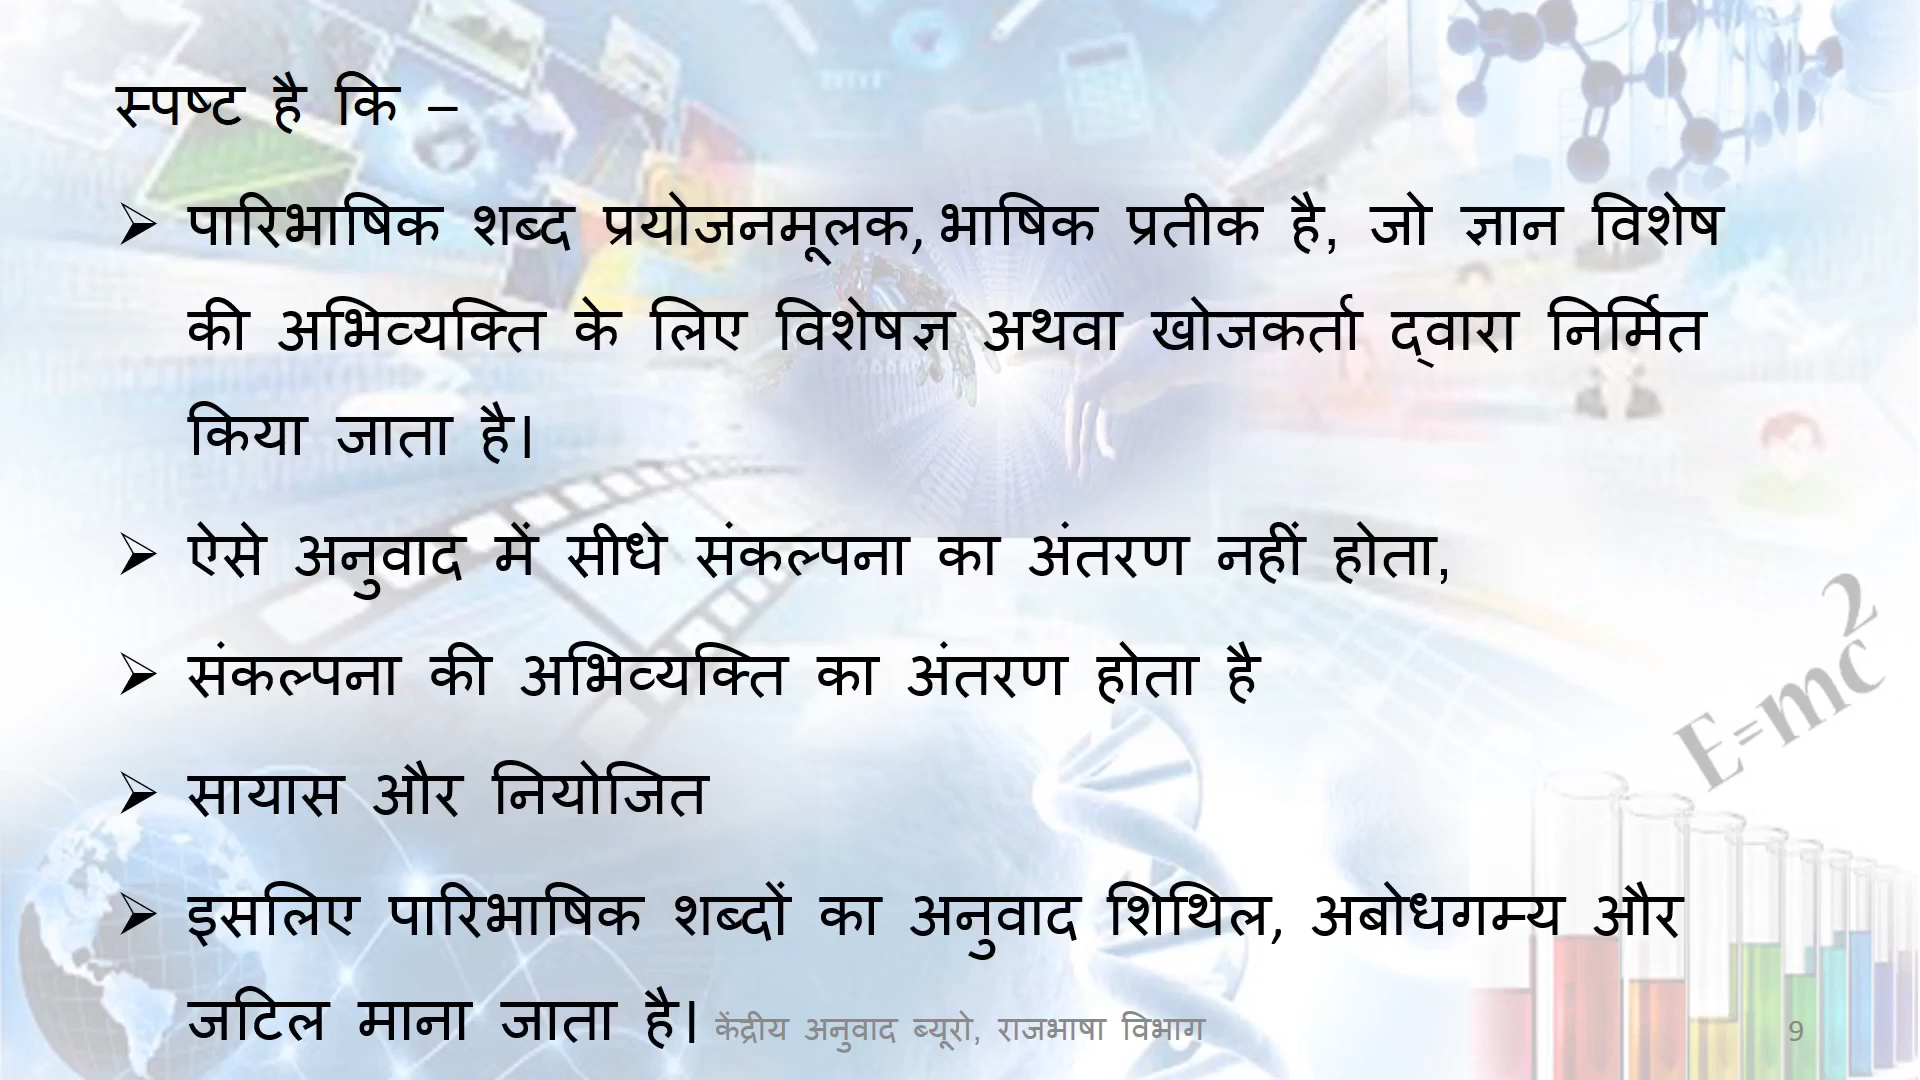 स्पष्ट है कि –
➢ पारिभाषिक शब्द प्रयोजनमूलक, भाषिक प्रतीक है, जो ज्ञान विशेष
की अभिव्यक्ति के लिए विशेषज्ञ अथवा खोजकर्ता द्‌वारा निर्मित
किया जाता है।
➢ ऐसे अनुवाद में सीधे संकल्पना का अंतरण नहीं होता,
➢ संकल्पना की अभिव्यक्ति का अंतरण होता है
➢ सायास और नियोजित
➢ इसलिए पारिभाषिक शब्दों का अनुवाद शिथिल, अबोधगम्य और
जटिल माना जाता है।
केंद्रीय अनुवाद ब्यूरो, राजभाषा विभाग
9
E=mc²